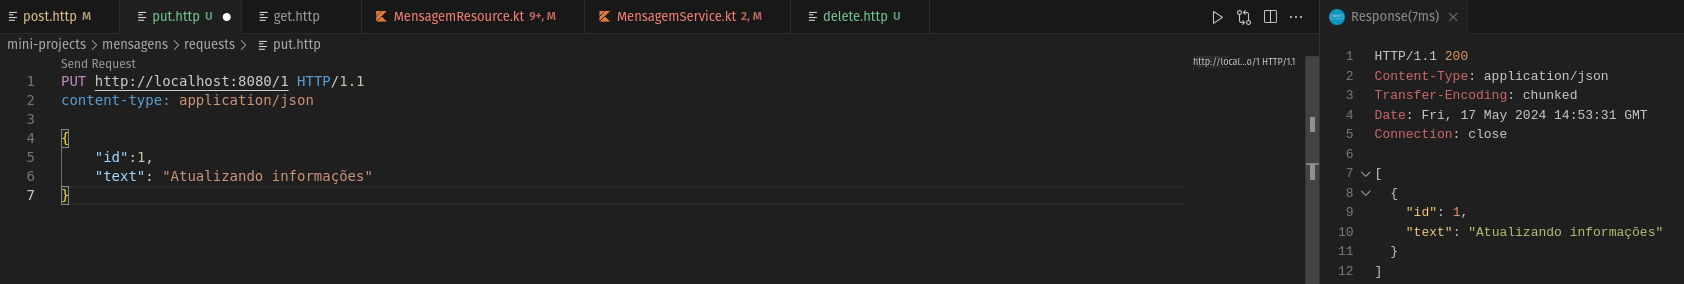 post.http M put.http U get.http MensagemResource.kt 9+, M MensagemService.kt 2, M delete.http U Response(7ms)
mini-projects > mensagens > requests > put.http
Send Request
1 PUT http://localhost:8080/1 HTTP/1.1
2 content-type: application/json
3
4 {
5 "id":1,
6 "text": "Atualizando informações"
7 }
http://local...o/1 HTTP/1.1
1 HTTP/1.1 200
2 Content-Type: application/json
3 Transfer-Encoding: chunked
4 Date: Fri, 17 May 2024 14:53:31 GMT
5 Connection: close
6
7 [
8 {
9 "id": 1,
10 "text": "Atualizando informações"
11 }
12 ]